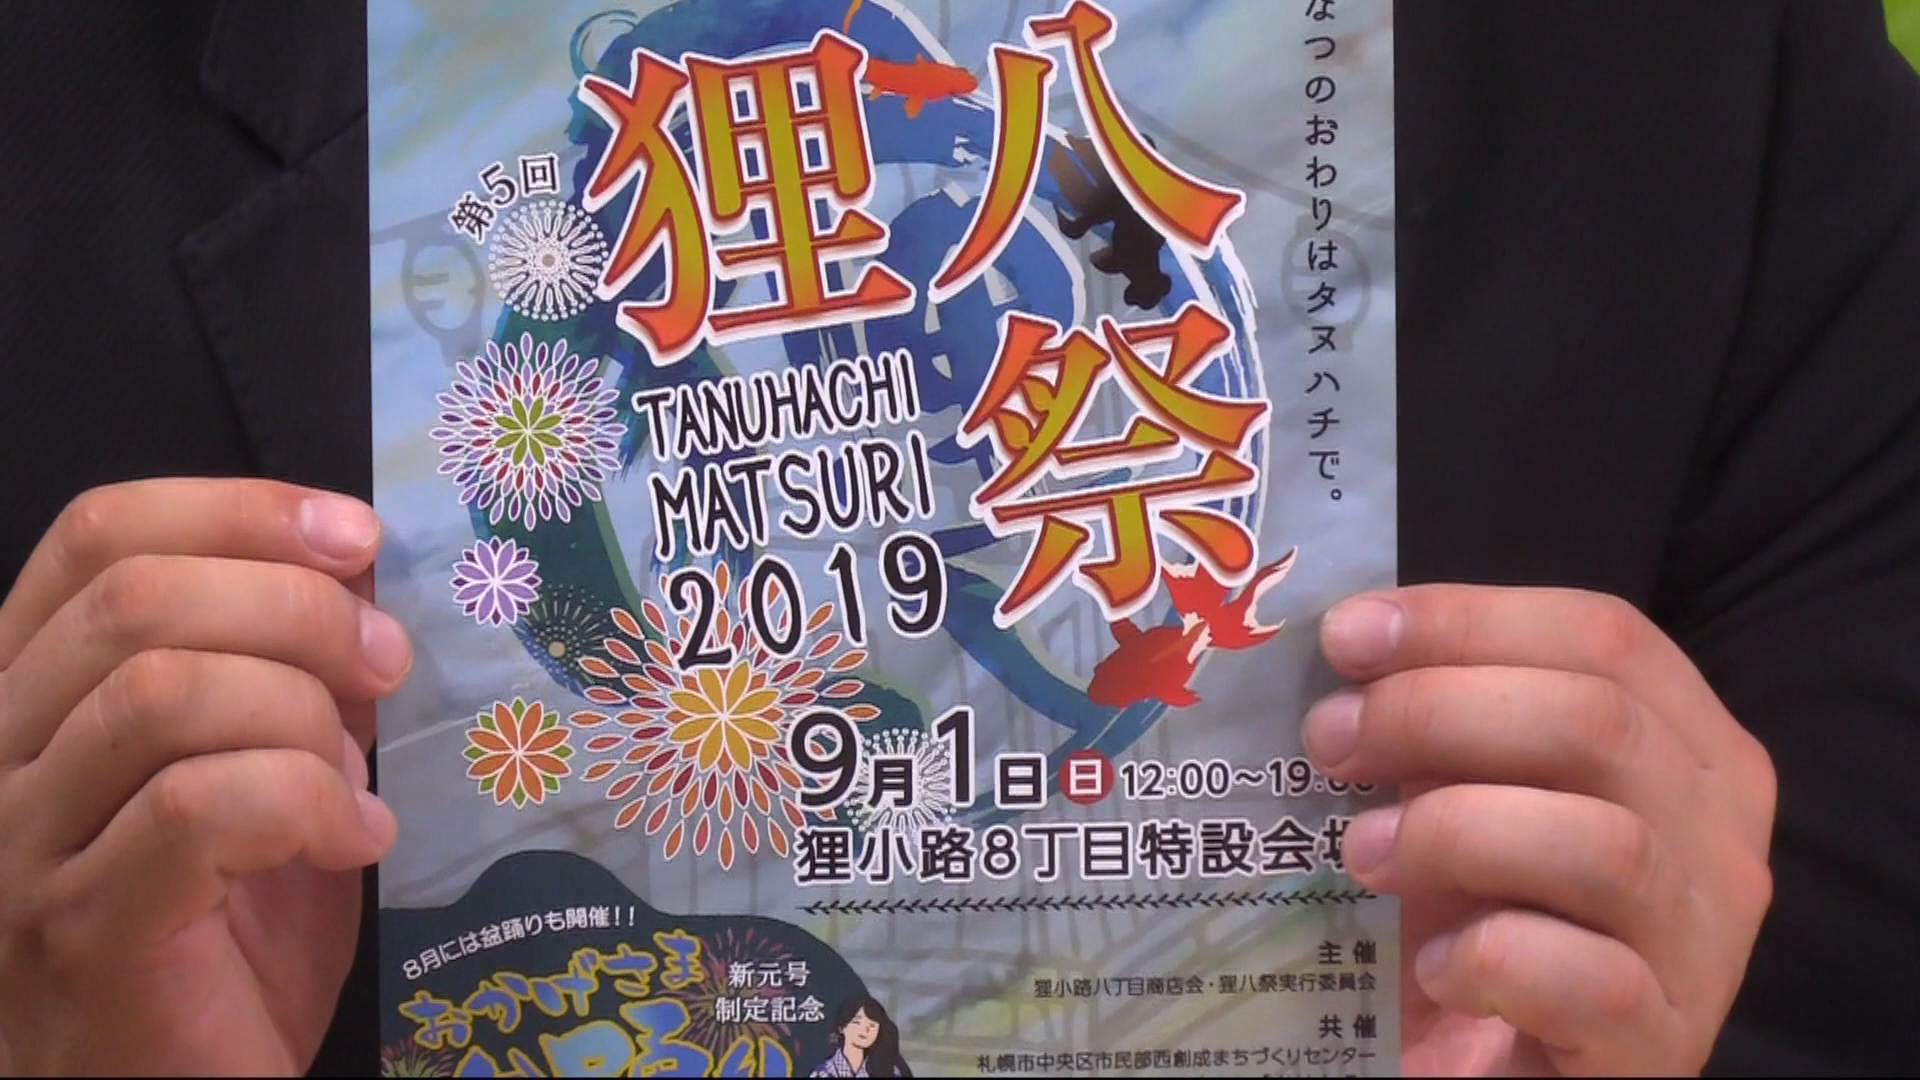 なつのおわりはタヌハチで。
第5回
狸八祭
TANUHACHI
MATSURI
2019
9月1日 日 12:00～19:00
狸小路8丁目特設会場
8月には盆踊りも開催!!
おかげさま
新元号
制定記念
主催
狸小路八丁目商店会・狸八祭実行委員会
共催
札幌市中央区市民部西創成まちづくりセンター